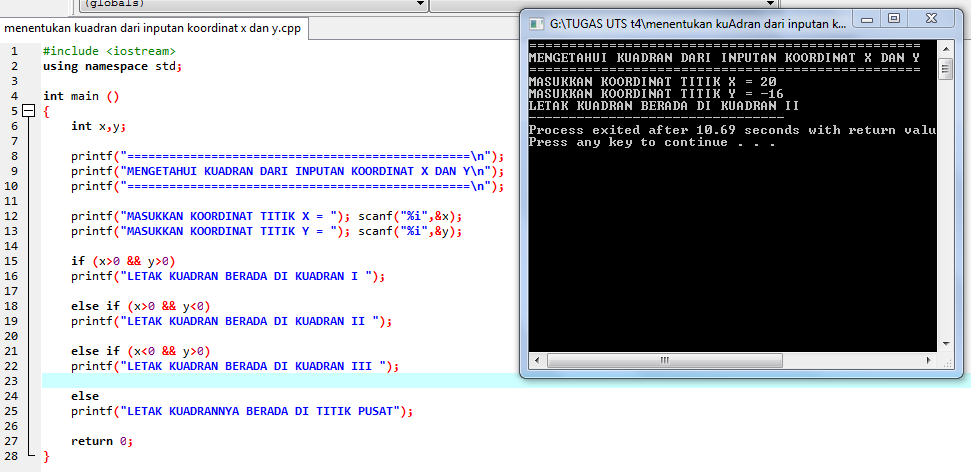 (globals)
menentukan kuadran dari inputan koordinat x dan y.cpp
1 #include <iostream>
2 using namespace std;
3
4 int main ()
5 {
6 int x,y;
7
8 printf("=================================================\n");
9 printf("MENGETAHUI KUADRAN DARI INPUTAN KOORDINAT X DAN Y\n");
10 printf("=================================================\n");
11
12 printf("MASUKKAN KOORDINAT TITIK X = "); scanf("%i",&x);
13 printf("MASUKKAN KOORDINAT TITIK Y = "); scanf("%i",&y);
14
15 if (x>0 && y>0)
16 printf("LETAK KUADRAN BERADA DI KUADRAN I ");
17
18 else if (x>0 && y<0)
19 printf("LETAK KUADRAN BERADA DI KUADRAN II ");
20
21 else if (x<0 && y>0)
22 printf("LETAK KUADRAN BERADA DI KUADRAN III ");
23
24 else
25 printf("LETAK KUADRANNYA BERADA DI TITIK PUSAT");
26
27 return 0;
28 }
G:\TUGAS UTS t4\menentukan kuAdran dari inputan k...
=================================================
MENGETAHUI KUADRAN DARI INPUTAN KOORDINAT X DAN Y
=================================================
MASUKKAN KOORDINAT TITIK X = 20
MASUKKAN KOORDINAT TITIK Y = -16
LETAK KUADRAN BERADA DI KUADRAN II
--------------------------------
Process exited after 10.69 seconds with return valu
Press any key to continue . . .